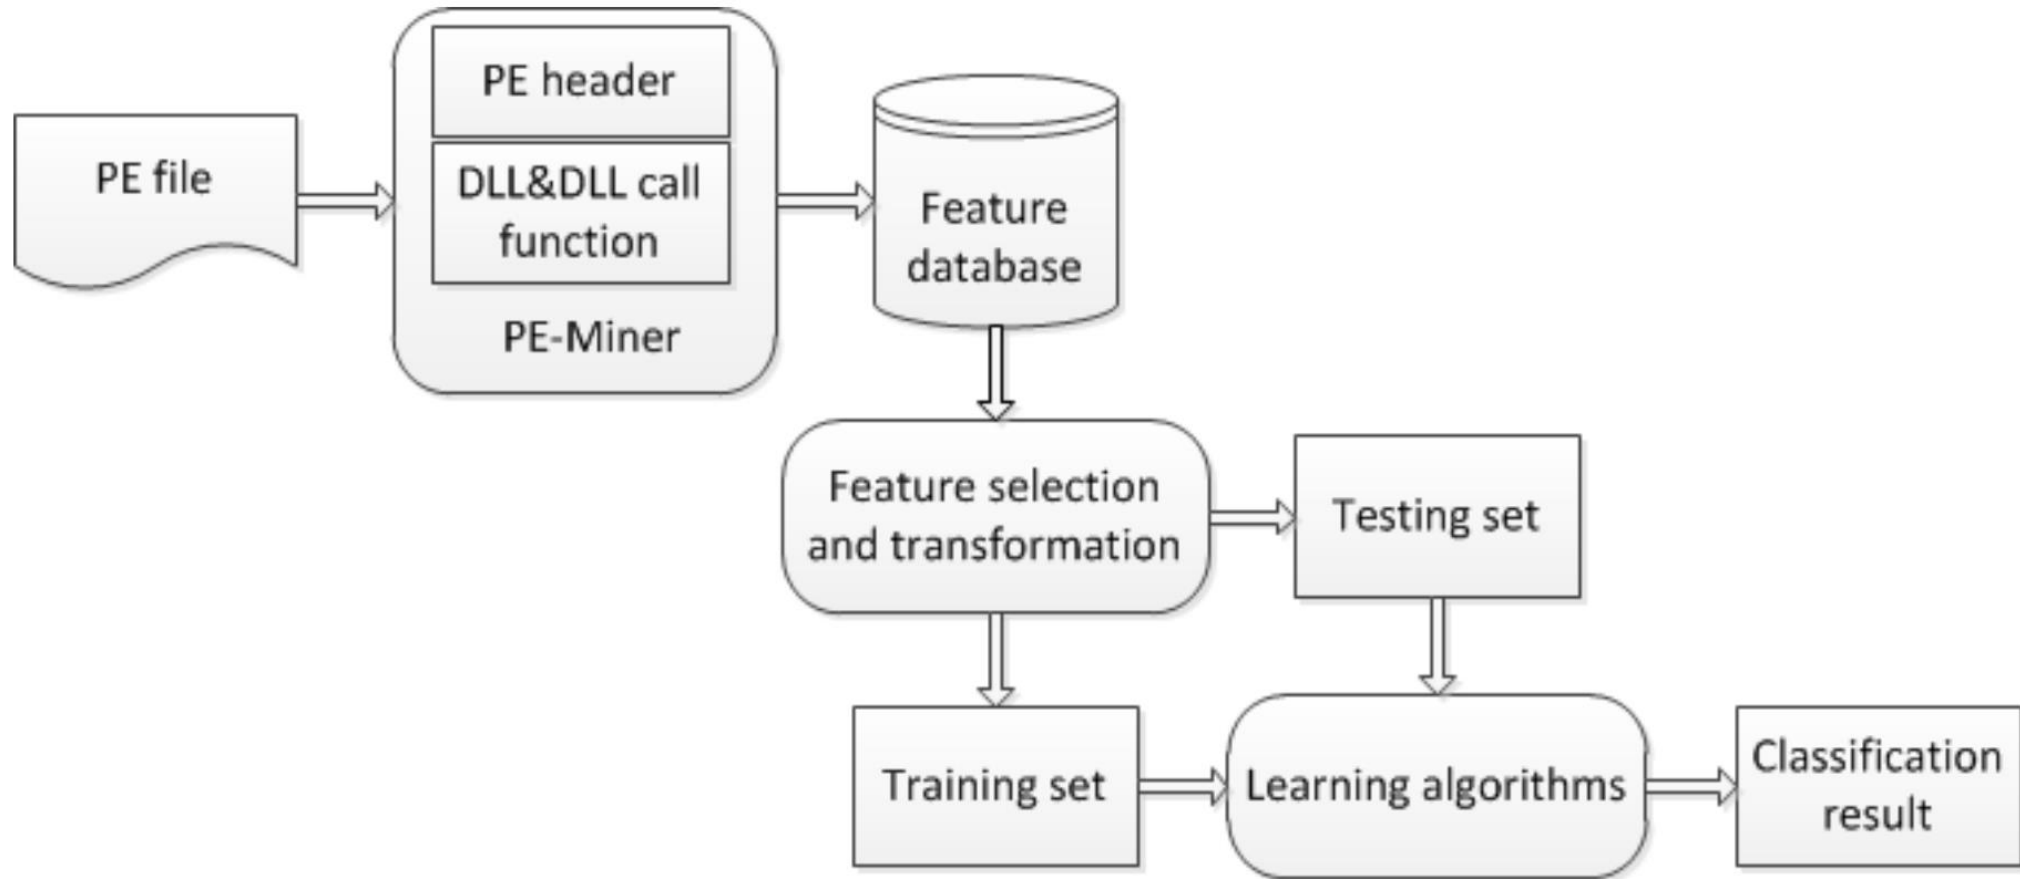 PE file
PE header
DLL&DLL call
function
PE-Miner
Feature
database
Feature selection
and transformation
Testing set
Training set
Learning algorithms
Classification
result